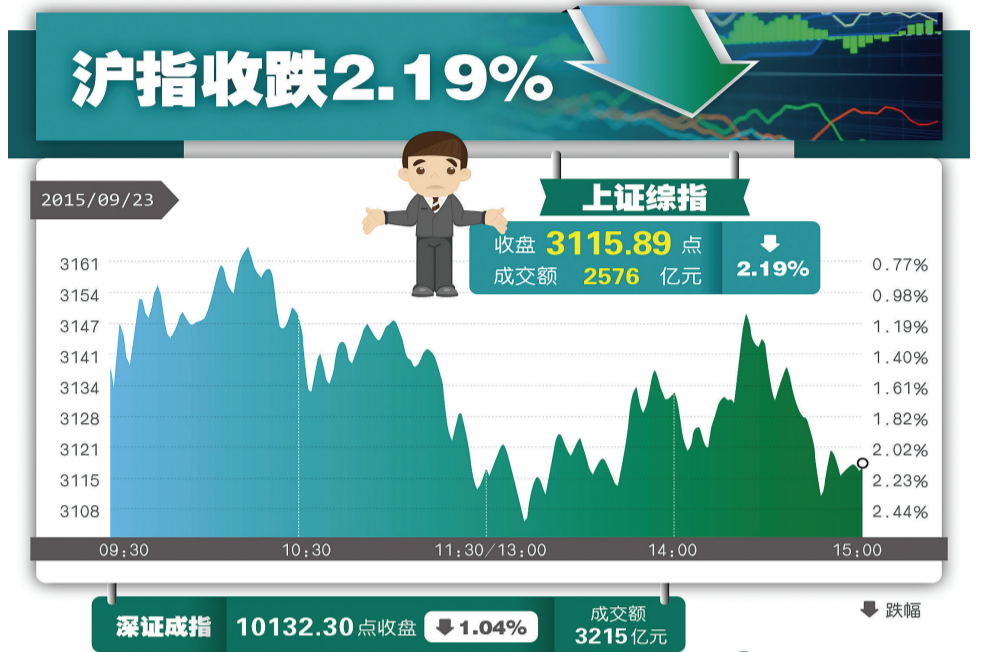 沪指收跌2.19%
2015/09/23
上证综指
收盘 3115.89 点
成交额 2576 亿元
2.19%
3161
3154
3147
3141
3134
3128
3121
3115
3108
0.77%
0.98%
1.19%
1.40%
1.61%
1.82%
2.02%
2.23%
2.44%
09:30 10:30 11:30/13:00 14:00 15:00
跌幅
深证成指 10132.30点收盘 1.04%
成交额
3215亿元